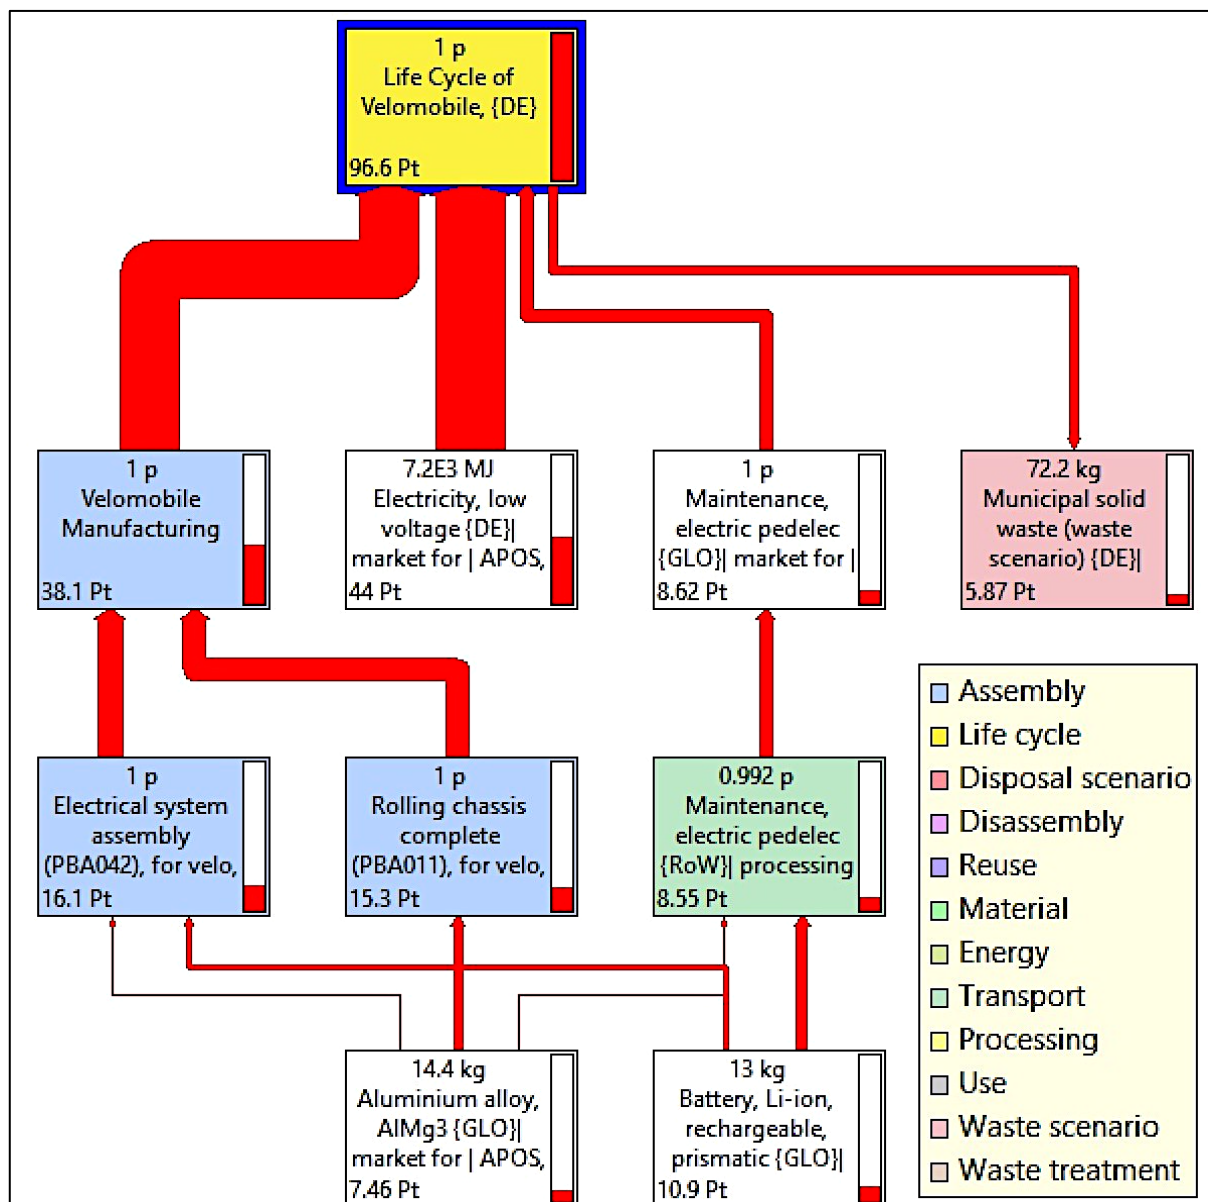 1 p
Life Cycle of
Velomobile, {DE}
96.6 Pt
1 p
Velomobile
Manufacturing
38.1 Pt
7.2E3 MJ
Electricity, low
voltage {DE}|
market for | APOS,
44 Pt
1 p
Maintenance,
electric pedelec
{GLO}| market for |
8.62 Pt
72.2 kg
Municipal solid
waste (waste
scenario) {DE}|
5.87 Pt
1 p
Electrical system
assembly
(PBA042), for velo,
16.1 Pt
1 p
Rolling chassis
complete
(PBA011), for velo,
15.3 Pt
0.992 p
Maintenance,
electric pedelec
{RoW}| processing
8.55 Pt
14.4 kg
Aluminium alloy,
AlMg3 {GLO}|
market for | APOS,
7.46 Pt
13 kg
Battery, Li-ion,
rechargeable,
prismatic {GLO}|
10.9 Pt
Assembly
Life cycle
Disposal scenario
Disassembly
Reuse
Material
Energy
Transport
Processing
Use
Waste scenario
Waste treatment